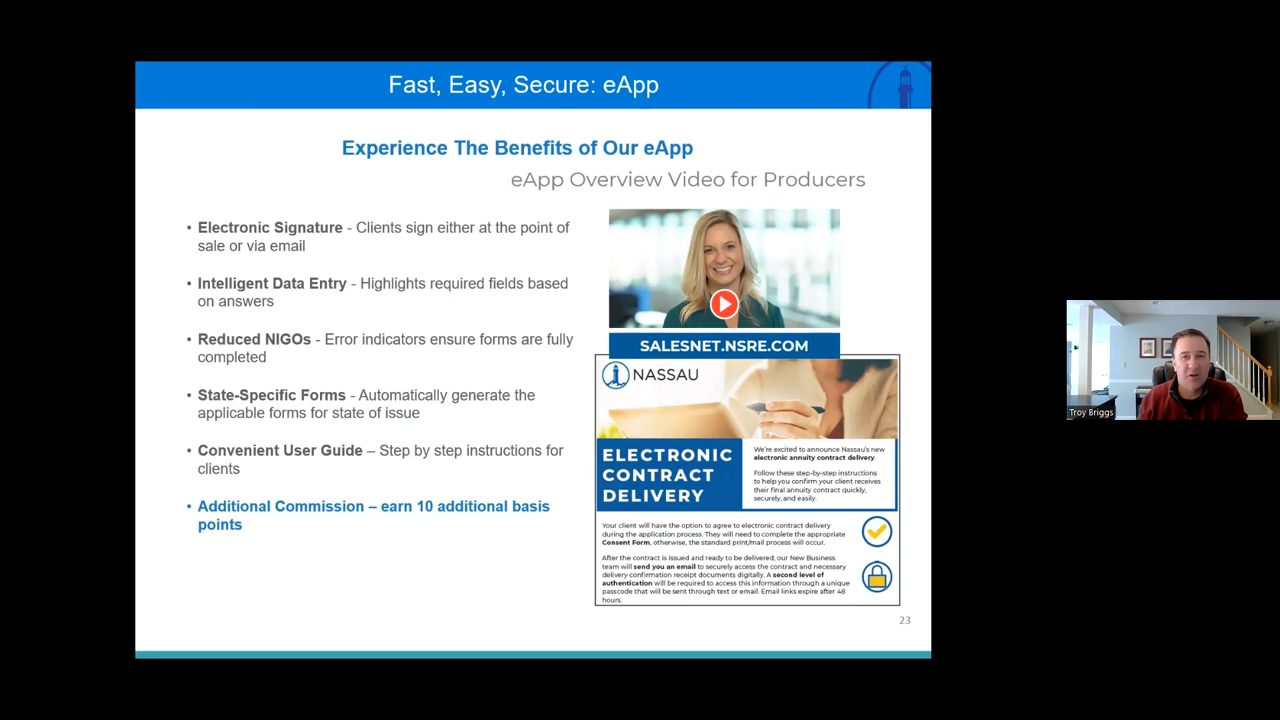 Fast, Easy, Secure: eApp
Experience The Benefits of Our eApp
eApp Overview Video for Producers
• Electronic Signature - Clients sign either at the point of
sale or via email
• Intelligent Data Entry - Highlights required fields based
on answers
• Reduced NIGOs - Error indicators ensure forms are fully
completed
• State-Specific Forms - Automatically generate the
applicable forms for state of issue
• Convenient User Guide – Step by step instructions for
clients
• Additional Commission – earn 10 additional basis
points
SALESNET.NSRE.COM
NASSAU
ELECTRONIC
CONTRACT
DELIVERY
We're excited to announce Nassau's new
electronic annuity contract delivery.
Follow these step-by-step instructions
to help you confirm your client receives
their final annuity contract quickly,
securely, and easily.
Your client will have the option to agree to electronic contract delivery
during the application process. They will need to complete the appropriate
Consent Form, otherwise, the standard print/mail process will occur.
After the contract is issued and ready to be delivered, our New Business
team will send you an email to securely access the contract and necessary
delivery confirmation receipt documents digitally. A second level of
authentication will be required to access this information through a unique
passcode that will be sent through text or email. Email links expire after 48
hours.
23
Troy Briggs